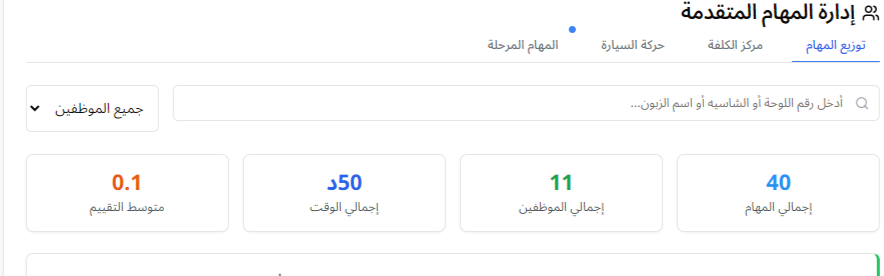 إدارة المهام المتقدمة
توزيع المهام
مركز الكلفة
حركة السيارة
المهام المرحلة
أدخل رقم اللوحة أو الشاسيه أو اسم الزبون...
جميع الموظفين
40
إجمالي المهام
11
إجمالي الموظفين
50د
إجمالي الوقت
0.1
متوسط التقييم